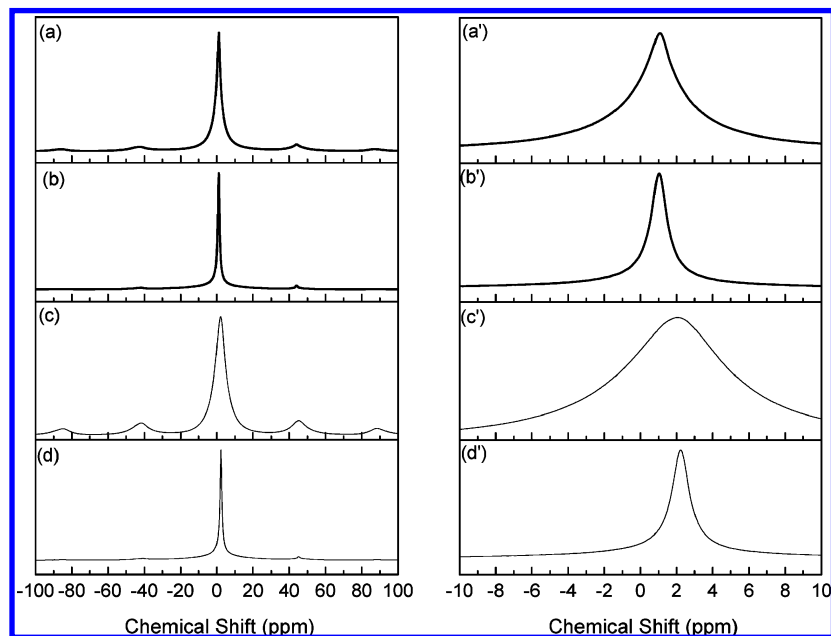 (a)
(a')
(b)
(b')
(c)
(c')
(d)
(d')
-100 -80 -60 -40 -20 0 20 40 60 80 100
-10 -8 -6 -4 -2 0 2 4 6 8 10
Chemical Shift (ppm)
Chemical Shift (ppm)